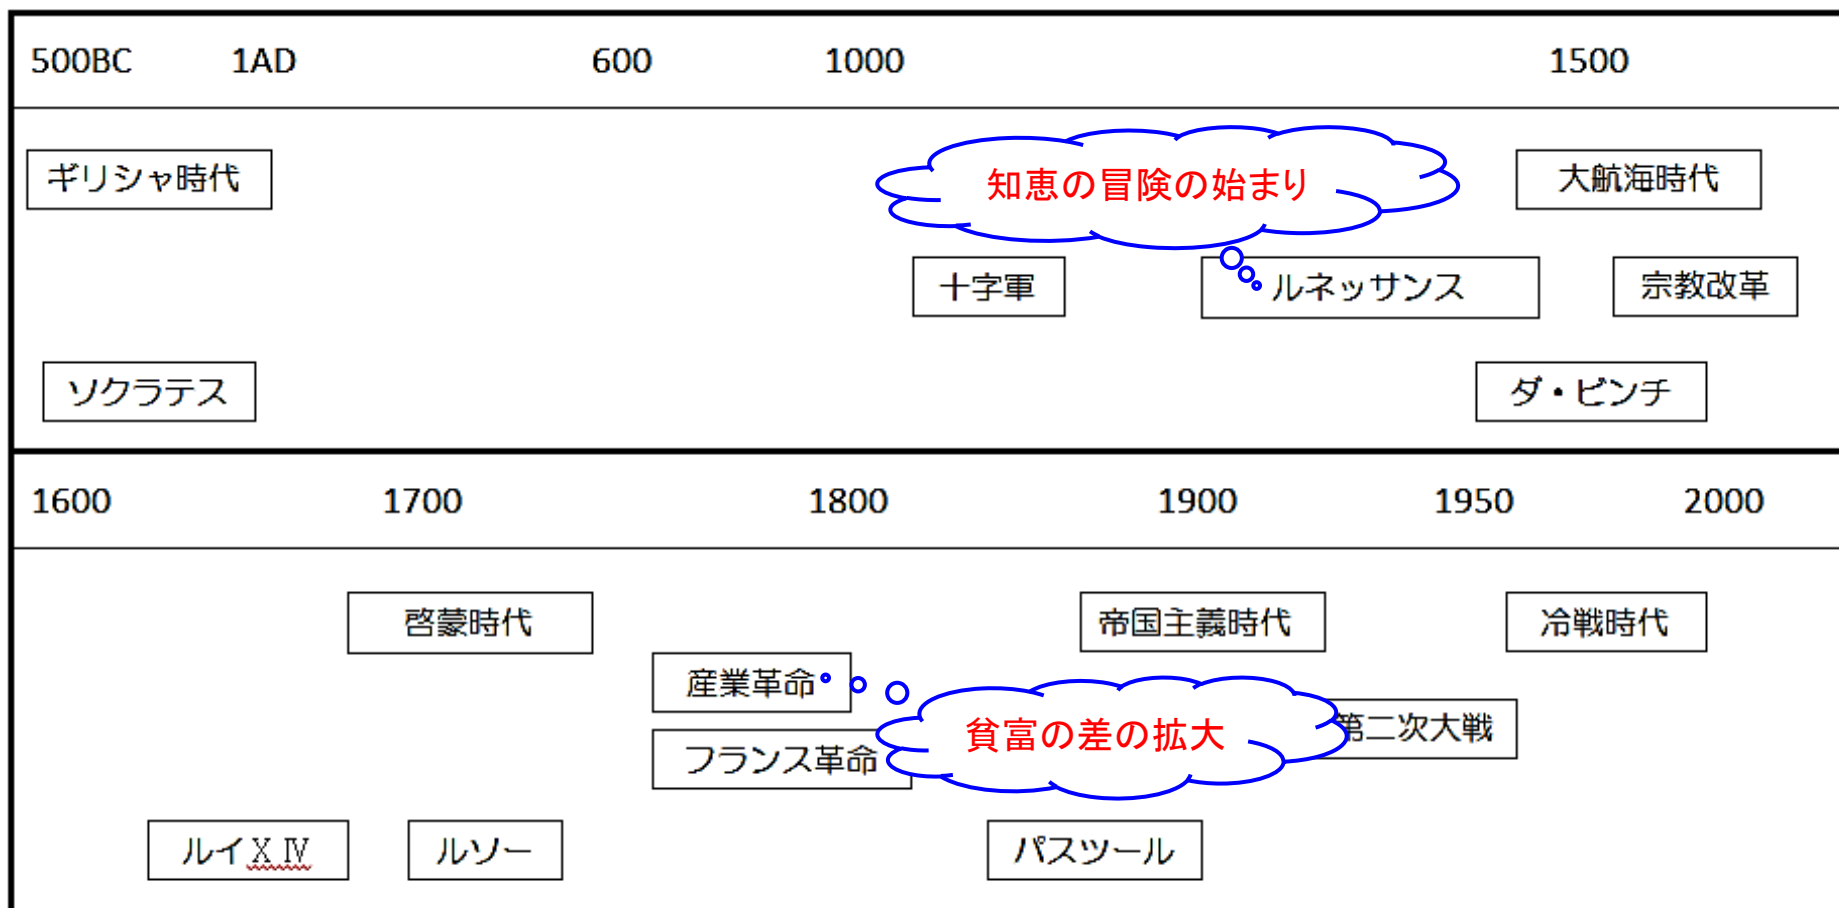 500BC 1AD 600 1000 1500
知恵の冒険の始まり
ギリシャ時代 大航海時代
十字軍 ルネッサンス 宗教改革
ソクラテス ダ・ビンチ
1600 1700 1800 1900 1950 2000
啓蒙時代 帝国主義時代 冷戦時代
産業革命
貧富の差の拡大 第二次大戦
フランス革命
ルイⅩⅣ ルソー パスツール